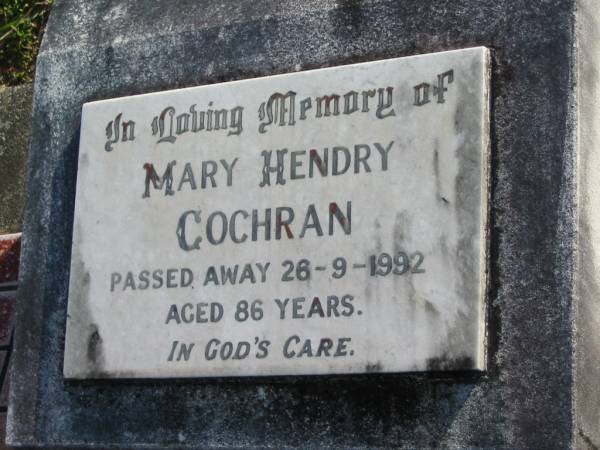 In Loving Memory of
MARY HENDRY
COCHRAN
PASSED AWAY 26-9-1992
AGED 86 YEARS.
IN GOD'S CARE.